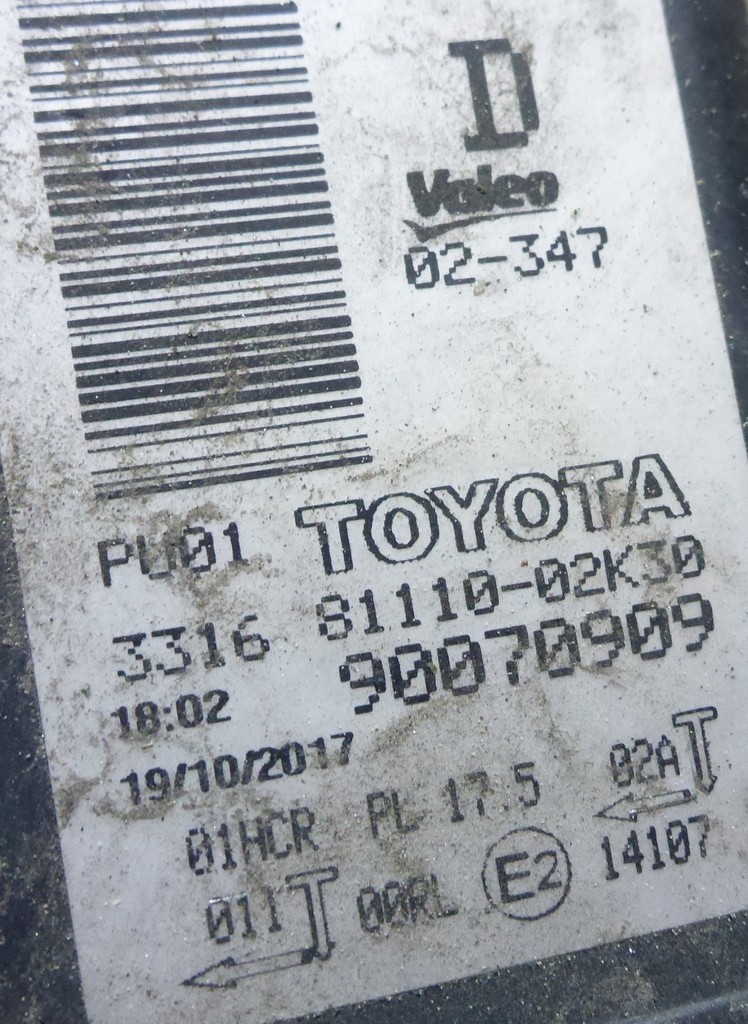 D
Valeo
02-347
PU01 TOYOTA
3316 81110-02K30
90070909
18:02
19/10/2017
01HCR PL 17.5 02A
011 00RL E2 14107